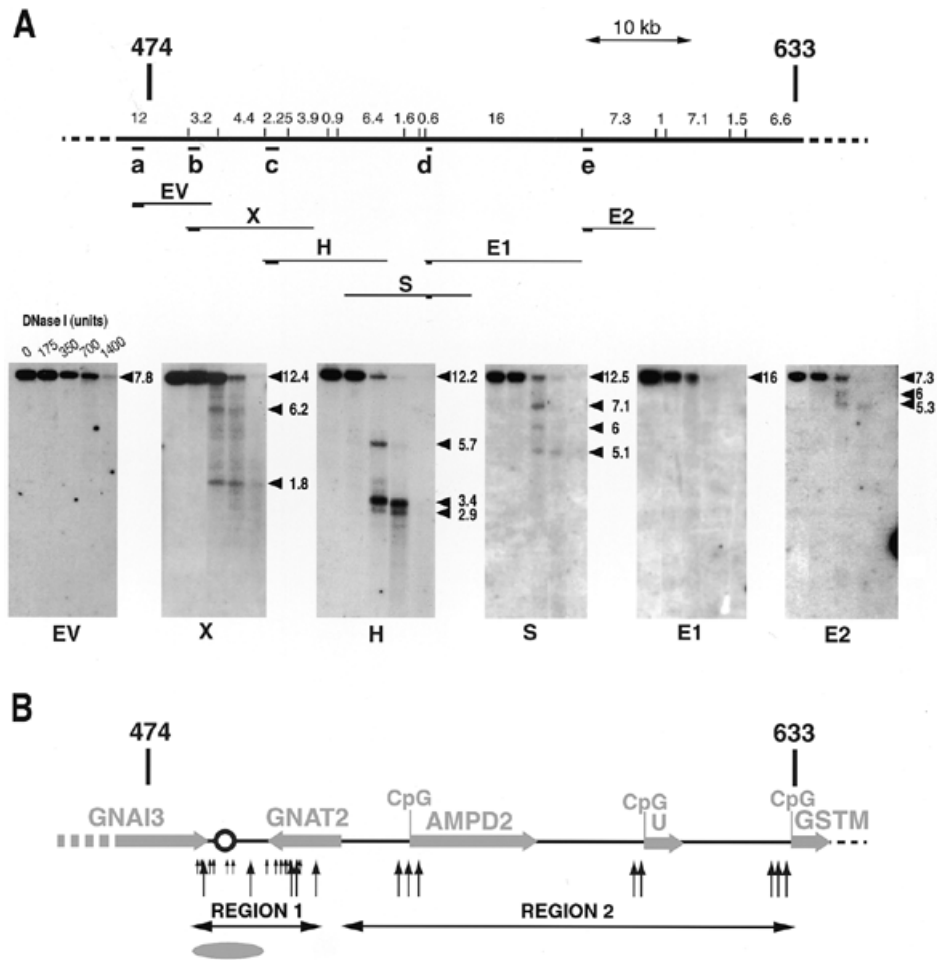 A
10 kb
474
633
12 3.2 4.4 2.25 3.9 0.9 6.4 1.6 0.6 16 7.3 1 7.1 1.5 6.6
a b c d e
EV
X
E2
H
E1
S
DNase I (units)
0 175 350 700 1400
7.8
12.4
6.2
1.8
12.2
5.7
3.4
2.9
12.5
7.1
6
5.1
16
7.3
6
5.3
EV X H S E1 E2
B
474
633
GNAI3 GNAT2 CpG AMPD2 CpG U CpG GSTM
REGION 1 REGION 2